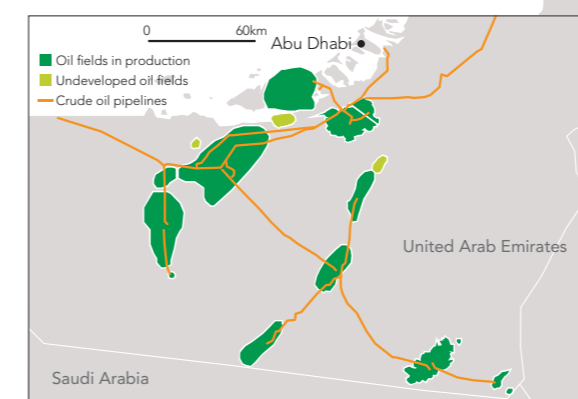 0 60km
Abu Dhabi
Oil fields in production
Undeveloped oil fields
Crude oil pipelines
United Arab Emirates
Saudi Arabia